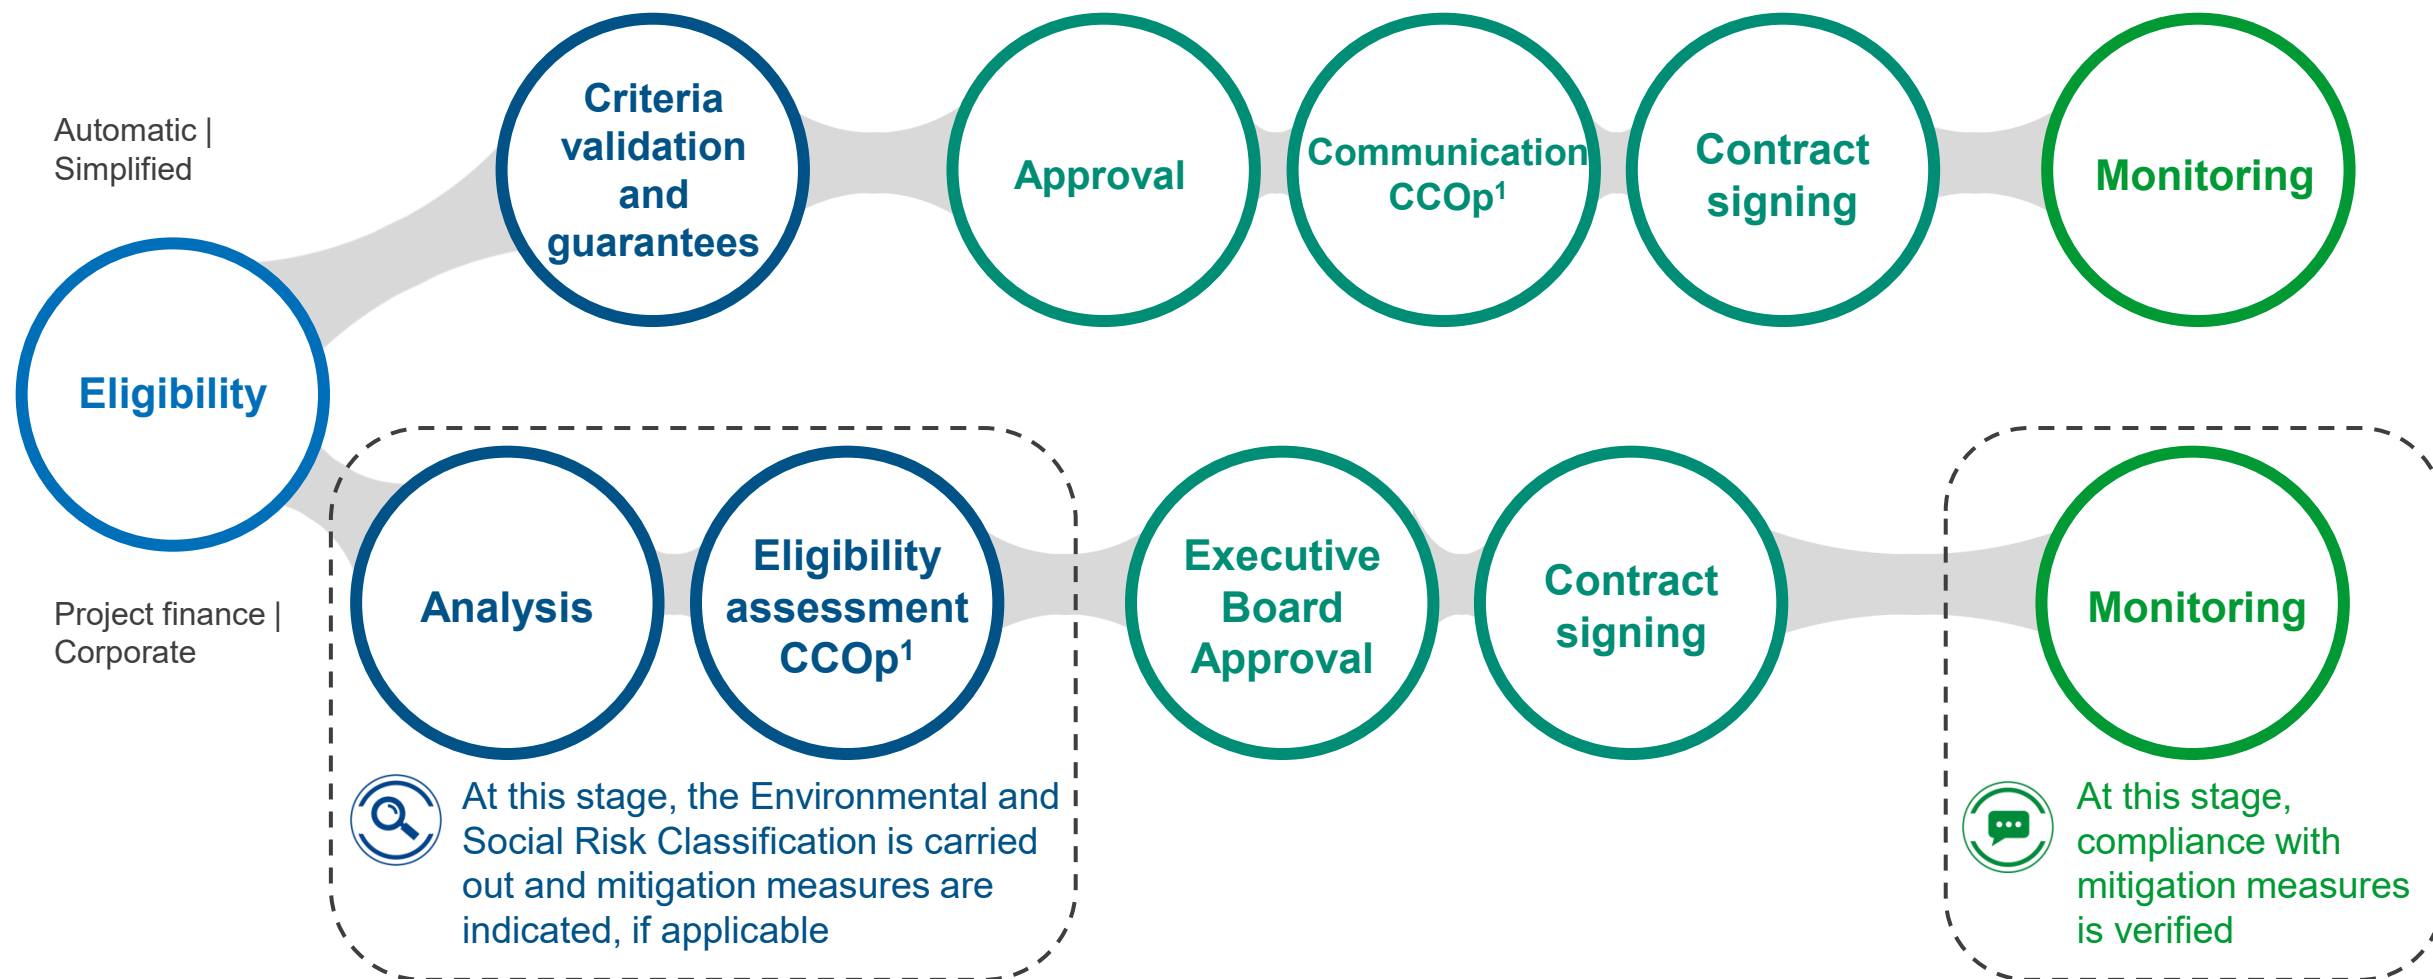 Automatic |
Simplified
Criteria
validation
and
guarantees
Approval
Communication
CCOp¹
Contract
signing
Monitoring
Eligibility
Project finance |
Corporate
Analysis
Eligibility
assessment
CCOp¹
Executive
Board
Approval
Contract
signing
Monitoring
At this stage, the Environmental and
Social Risk Classification is carried
out and mitigation measures are
indicated, if applicable
At this stage,
compliance with
mitigation measures
is verified